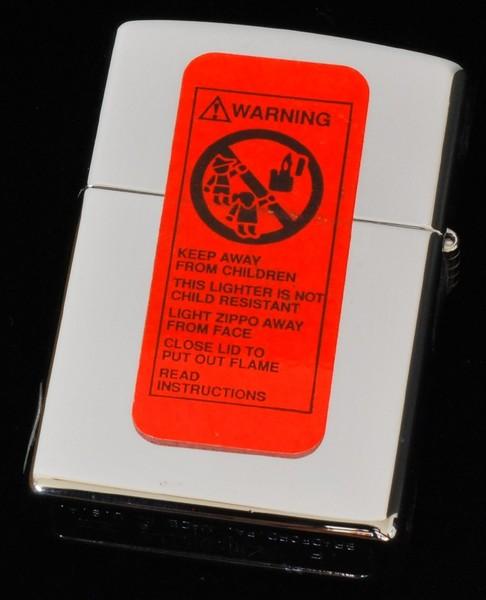 WARNING
KEEP AWAY
FROM CHILDREN
THIS LIGHTER IS NOT
CHILD RESISTANT
LIGHT ZIPPO AWAY
FROM FACE
CLOSE LID TO
PUT OUT FLAME
READ
INSTRUCTIONS